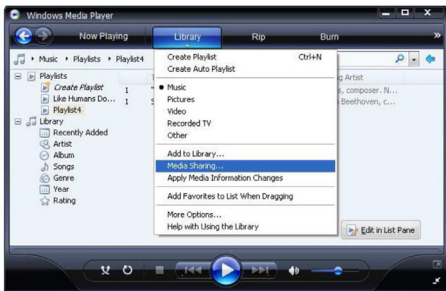 Windows Media Player
Now Playing Library Rip Burn »
Music ▸ Playlists ▸ Playlist4
Create Playlist Ctrl+N
Create Auto Playlist
Music
Pictures
Video
Recorded TV
Other
Add to Library...
Media Sharing...
Apply Media Information Changes
Add Favorites to List When Dragging
More Options...
Help with Using the Library
Playlists
Create Playlist
Like Humans Do...
Playlist4
Library
Recently Added
Artist
Album
Songs
Genre
Year
Rating
1
1
g Artist
s, composer. N...
Beethoven, c...
Edit in List Pane